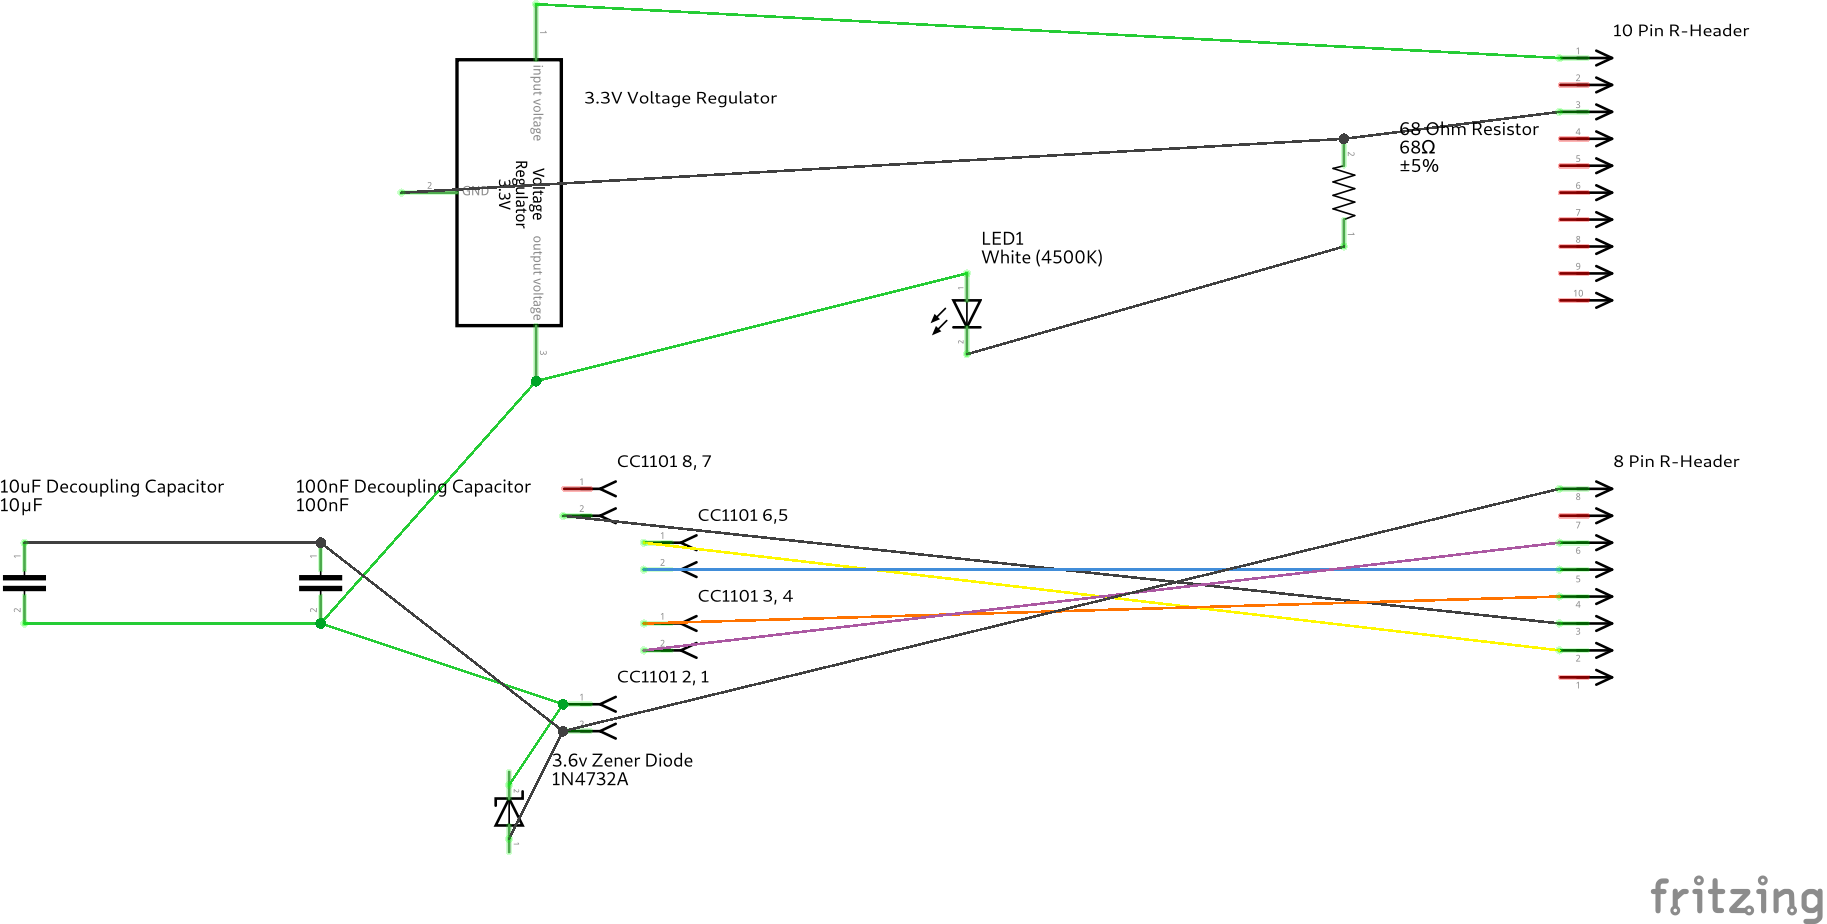 1
10 Pin R-Header
1
input voltage
3.3V Voltage Regulator
2
3
68 Ohm Resistor
68Ω
±5%
4
2
5
2
GND
Voltage
Regulator
3.3V
6
7
1
8
output voltage
LED1
White (4500K)
9
1
10
2
3
CC1101 8, 7
8 Pin R-Header
10uF Decoupling Capacitor
10µF
100nF Decoupling Capacitor
100nF
1
8
2
CC1101 6,5
7
1
1
1
6
2
5
CC1101 3, 4
4
2
2
1
3
2
2
CC1101 2, 1
1
1
2
3.6v Zener Diode
1N4732A
2
1
fritzing